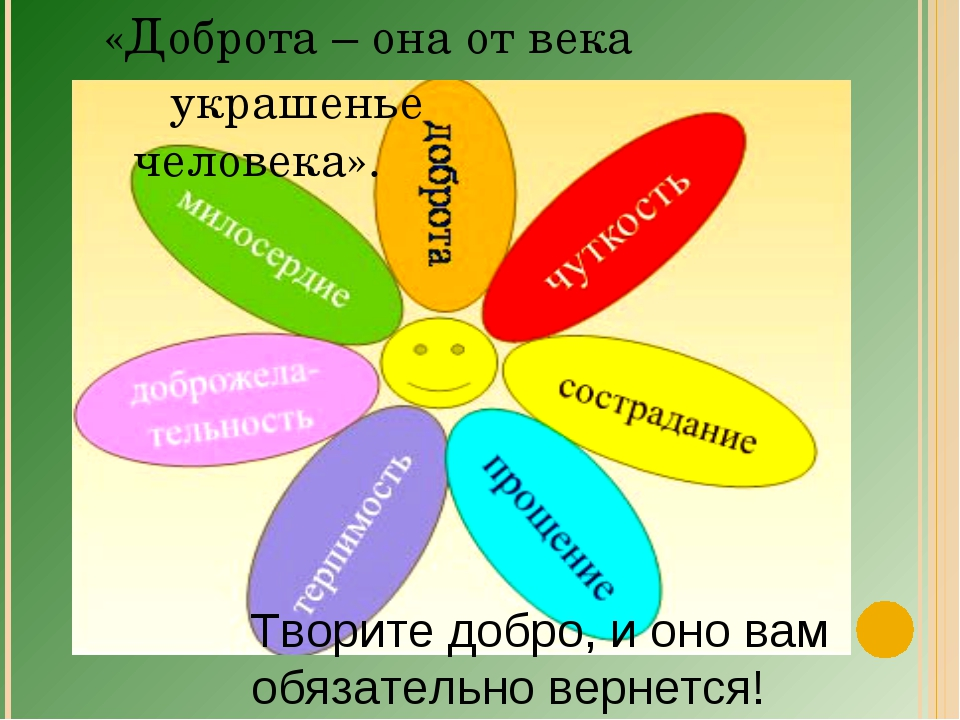 «Доброта – она от века
украшенье
человека».
доброта
чуткость
милосердие
доброжела-
тельность
сострадание
терпимость
прощение
Творите добро, и оно вам
обязательно вернется!